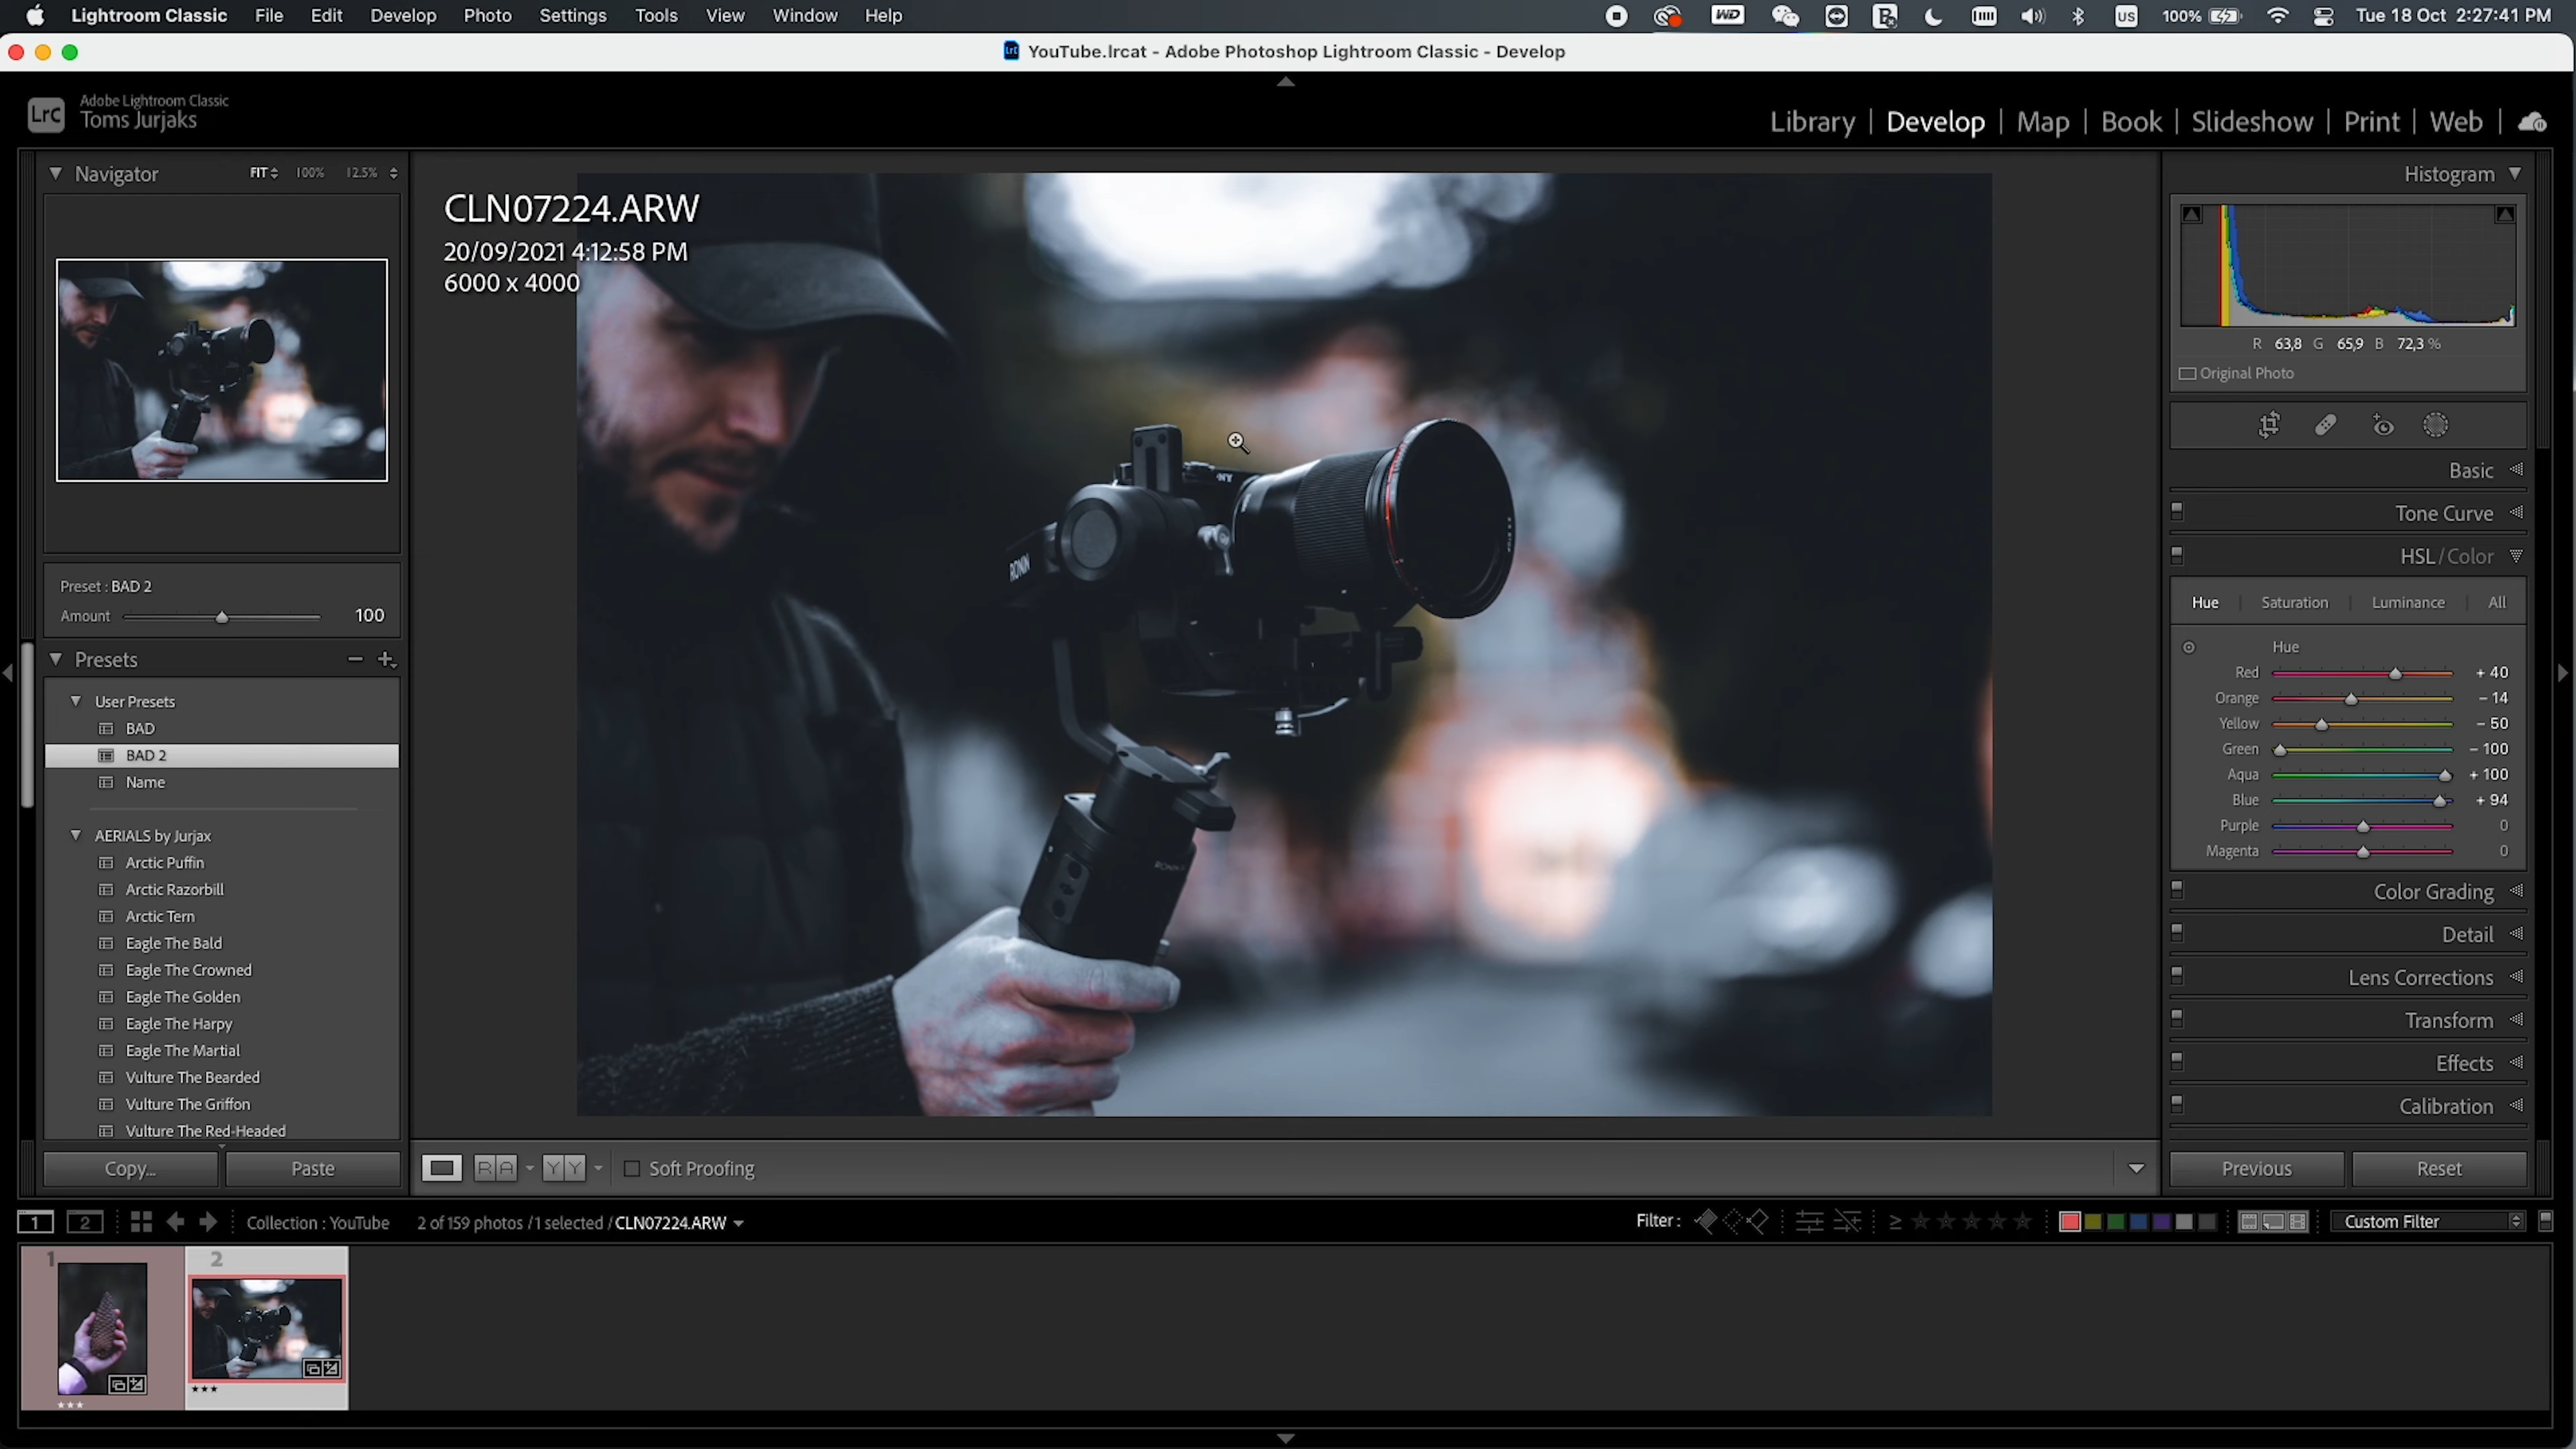 Lightroom Classic File Edit Develop Photo Settings Tools View Window Help WD US 100% Tue 18 Oct 2:27:41 PM
YouTube.lrcat - Adobe Photoshop Lightroom Classic - Develop
Lrc Adobe Lightroom Classic
Toms Jurjaks
Library | Develop | Map | Book | Slideshow | Print | Web
Navigator FIT 100% 12.5%
Preset : BAD 2
Amount 100
Presets
User Presets
BAD
BAD 2
Name
AERIALS by Jurjax
Arctic Puffin
Arctic Razorbill
Arctic Tern
Eagle The Bald
Eagle The Crowned
Eagle The Golden
Eagle The Harpy
Eagle The Martial
Vulture The Bearded
Vulture The Griffon
Vulture The Red-Headed
Copy... Paste
CLN07224.ARW
20/09/2021 4:12:58 PM
6000 x 4000
RONIN
RA YY Soft Proofing
Histogram
R 63,8 G 65,9 B 72,3 %
Original Photo
Basic
Tone Curve
HSL / Color
Hue Saturation Luminance All
Hue
Red + 40
Orange - 14
Yellow - 50
Green - 100
Aqua + 100
Blue + 94
Purple 0
Magenta 0
Color Grading
Detail
Lens Corrections
Transform
Effects
Calibration
Previous Reset
1 2 Collection : YouTube 2 of 159 photos / 1 selected / CLN07224.ARW Filter : ≥ Custom Filter
1 2